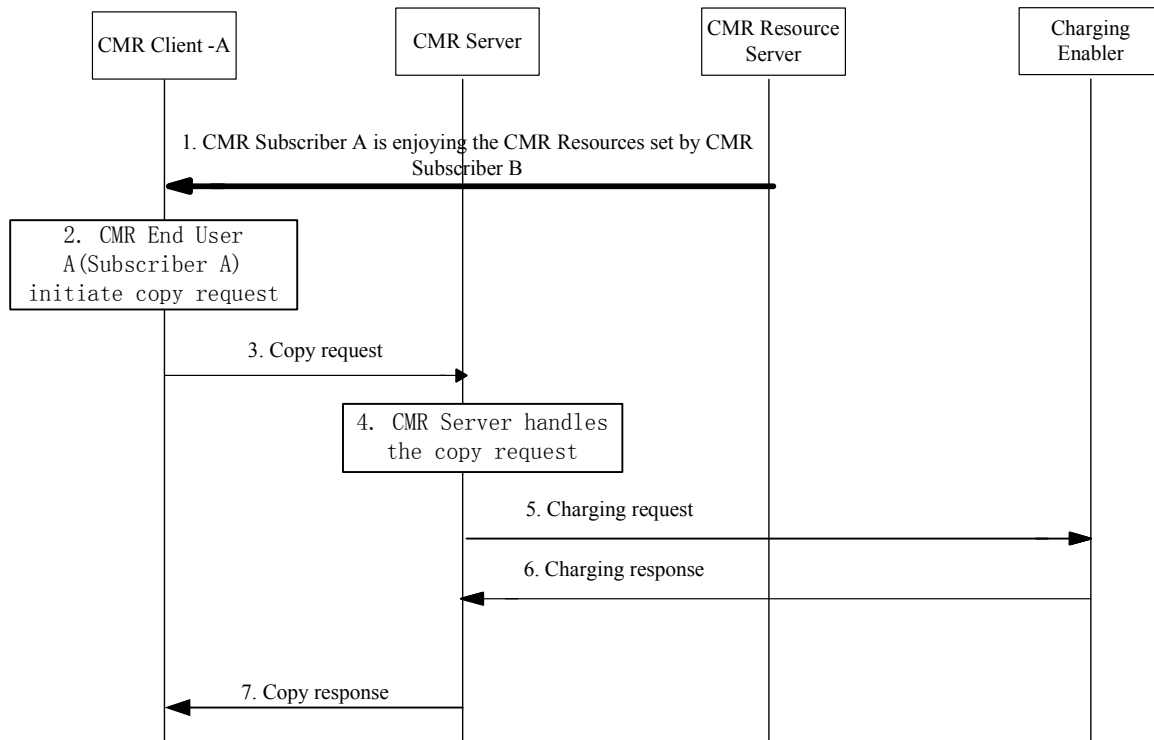 CMR Client -A
CMR Server
CMR Resource
Server
Charging
Enabler
1. CMR Subscriber A is enjoying the CMR Resources set by CMR
Subscriber B
2. CMR End User
A(Subscriber A)
initiate copy request
3. Copy request
4. CMR Server handles
the copy request
5. Charging request
6. Charging response
7. Copy response